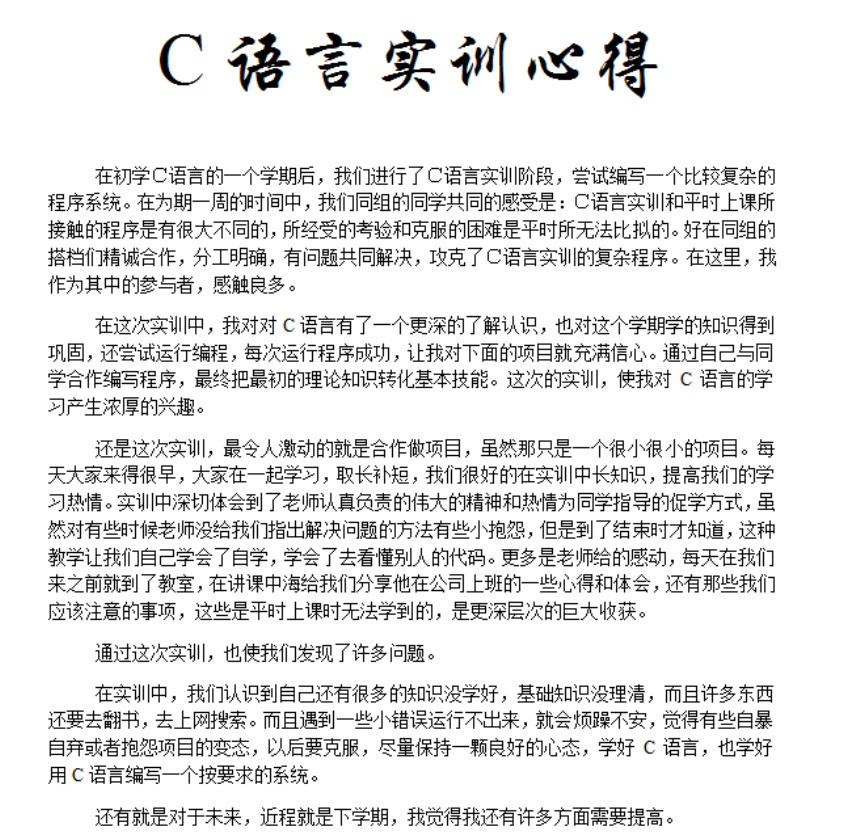 C 语言实训心得
在初学C语言的一个学期后，我们进行了C语言实训阶段，尝试编写一个比较复杂的
程序系统。在为期一周的时间中，我们同组的同学共同的感受是：C语言实训和平时上课所
接触的程序是有很大不同的，所经受的考验和克服的困难是平时所无法比拟的。好在同组的
搭档们精诚合作，分工明确，有问题共同解决，攻克了C语言实训的复杂程序。在这里，我
作为其中的参与者，感触良多。
在这次实训中，我对对 C 语言有了一个更深的了解认识，也对这个学期学的知识得到
巩固，还尝试运行编程，每次运行程序成功，让我对下面的项目就充满信心。通过自己与同
学合作编写程序，最终把最初的理论知识转化基本技能。这次的实训，使我对 C 语言的学
习产生浓厚的兴趣。
还是这次实训，最令人激动的就是合作做项目，虽然那只是一个很小很小的项目。每
天大家来得很早，大家在一起学习，取长补短，我们很好的在实训中长知识，提高我们的学
习热情。实训中深切体会到了老师认真负责的伟大的精神和热情为同学指导的促学方式，虽
然对有些时候老师没给我们指出解决问题的方法有些小抱怨，但是到了结束时才知道，这种
教学让我们自己学会了自学，学会了去看懂别人的代码。更多是老师给的感动，每天在我们
来之前就到了教室，在讲课中海给我们分享他在公司上班的一些心得和体会，还有那些我们
应该注意的事项，这些是平时上课时无法学到的，是更深层次的巨大收获。
通过这次实训，也使我们发现了许多问题。
在实训中，我们认识到自己还有很多的知识没学好，基础知识没理清，而且许多东西
还要去翻书，去上网搜索。而且遇到一些小错误运行不出来，就会烦躁不安，觉得有些自暴
自弃或者抱怨项目的变态，以后要克服，尽量保持一颗良好的心态，学好 C 语言，也学好
用 C 语言编写一个按要求的系统。
还有就是对于未来，近程就是下学期，我觉得我还有许多方面需要提高。